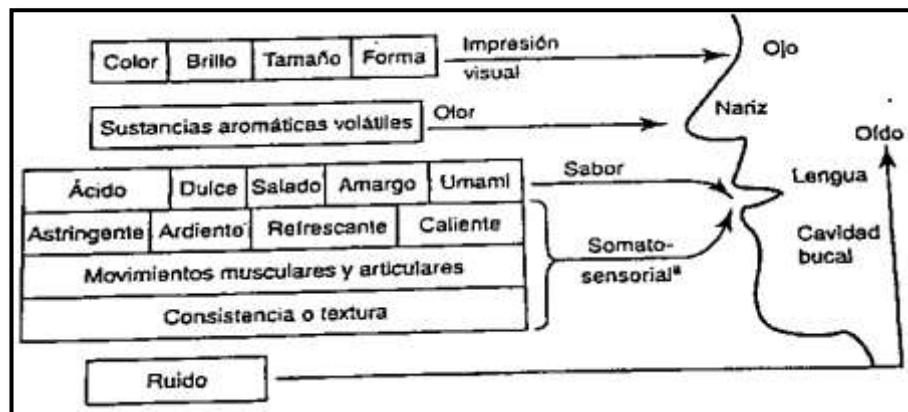 Color Brillo Tamaño Forma
Impresión
visual
Ojo
Sustancias aromáticas volátiles
Olor
Nariz
Oído
Ácido Dulce Salado Amargo Umami
Sabor
Lengua
Astringente Ardiente Refrescante Caliente
Movimientos musculares y articulares
Consistencia o textura
Somato-
sensorialª
Cavidad
bucal
Ruido